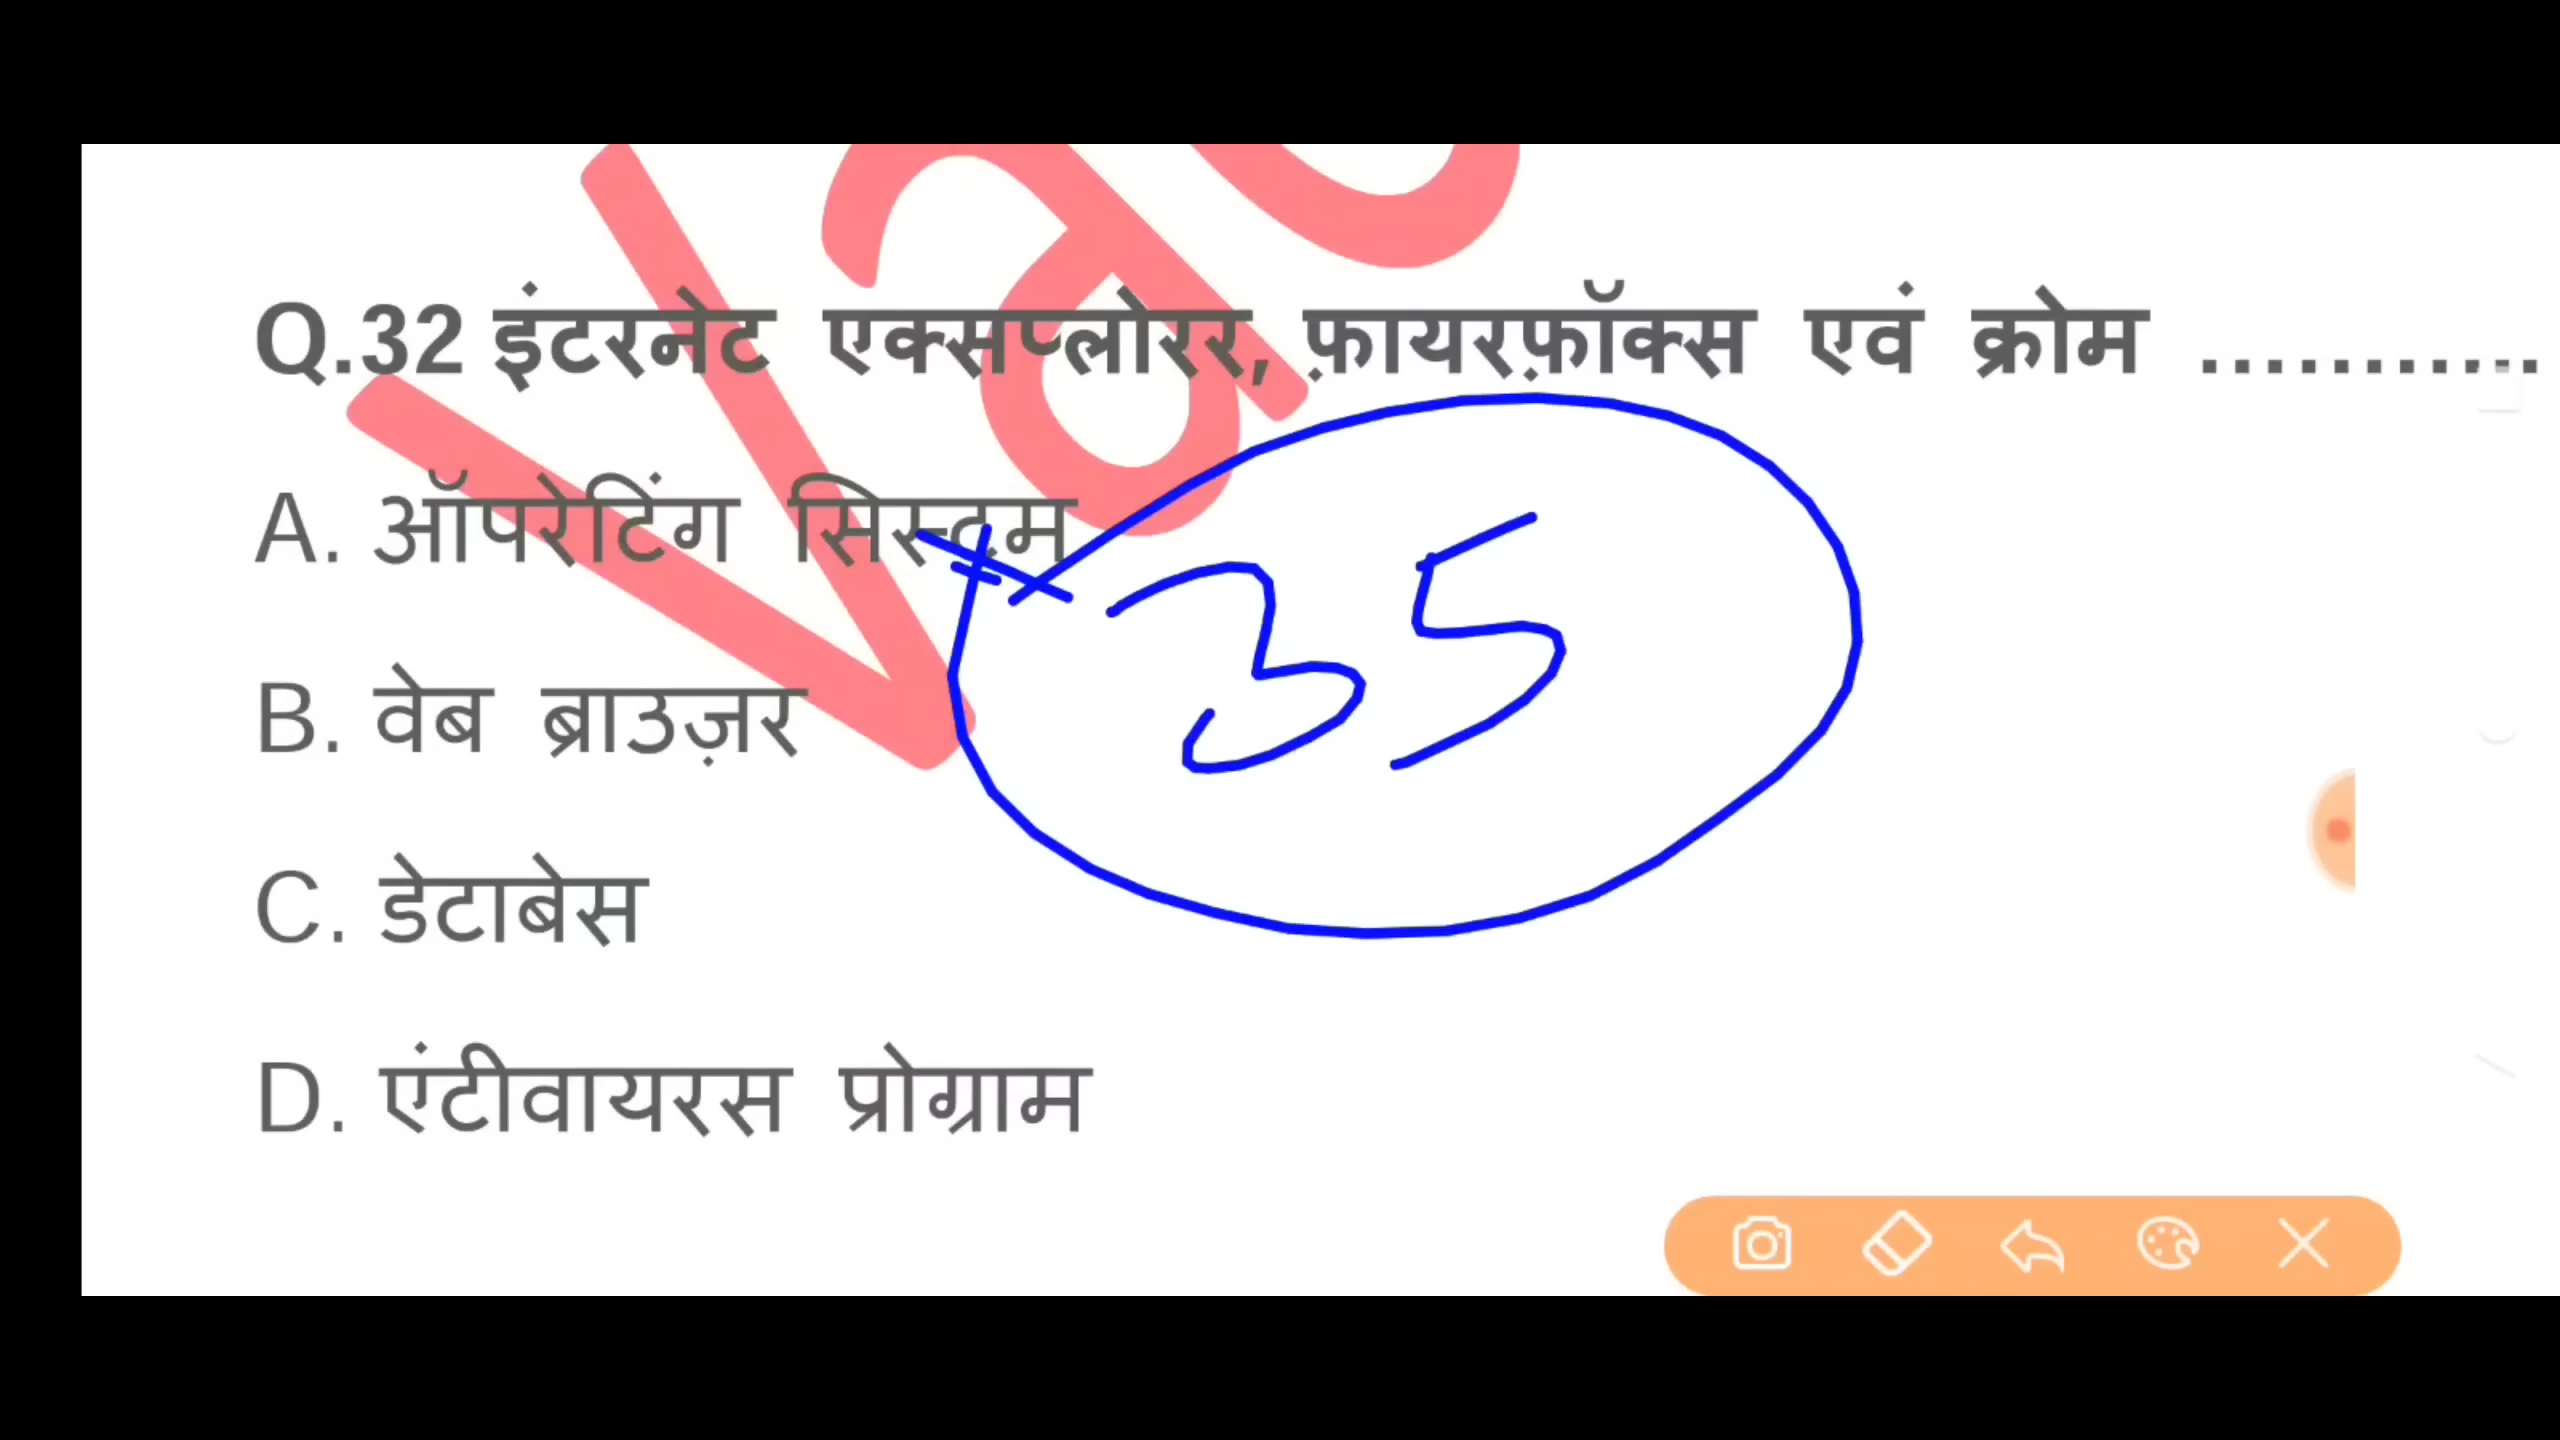 Q.32 इंटरनेट एक्सप्लोरर, फ़ायरफ़ॉक्स एवं क्रोम ...........
A. ऑपरेटिंग सिस्टम
35
B. वेब ब्राउज़र
C. डेटाबेस
D. एंटीवायरस प्रोग्राम